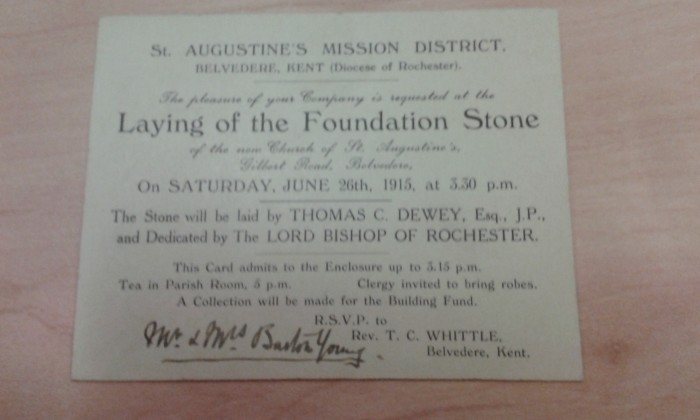 St. AUGUSTINE'S MISSION DISTRICT,
BELVEDERE, KENT (Diocese of Rochester).
The pleasure of your Company is requested at the
Laying of the Foundation Stone
of the new Church of St. Augustine's,
Gilbert Road, Belvedere,
On SATURDAY, JUNE 26th, 1915, at 3.30 p.m.
The Stone will be laid by THOMAS C. DEWEY, Esq., J.P.,
and Dedicated by The LORD BISHOP OF ROCHESTER.
This Card admits to the Enclosure up to 3.15 p.m.
Tea in Parish Room, 5 p.m. Clergy invited to bring robes.
A Collection will be made for the Building Fund.
R.S.V.P. to
Mr. & Mrs Barton Young. Rev. T. C. WHITTLE,
Belvedere, Kent.